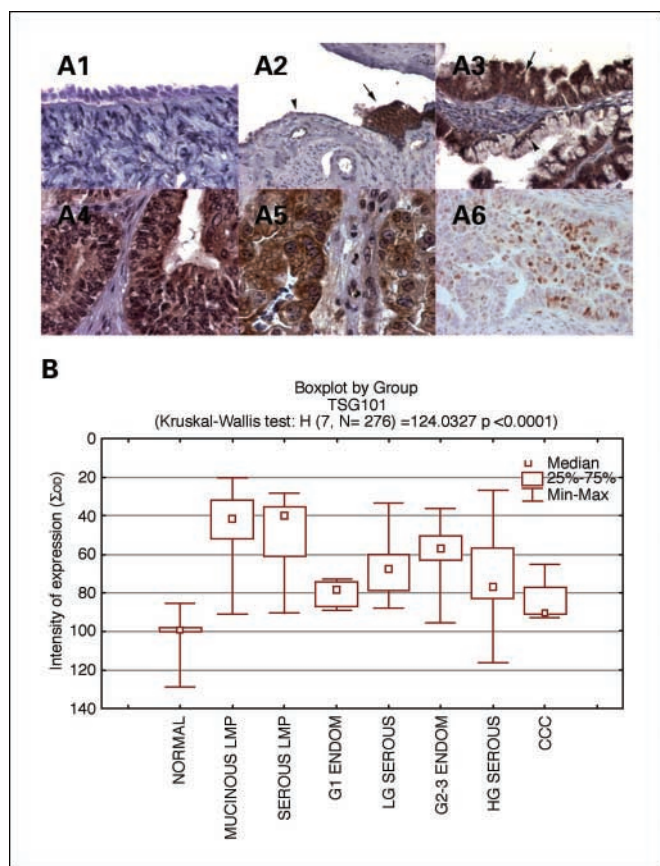 A1
A2
A3
A4
A5
A6
B
Boxplot by Group
TSG101
(Kruskal-Wallis test: H (7, N= 276) =124.0327 p <0.0001)
Intensity of expression (ΣOD)
0
20
40
60
80
100
120
140
Median
25%-75%
Min-Max
NORMAL
MUCINOUS LMP
SEROUS LMP
G1 ENDOM
LG SEROUS
G2-3 ENDOM
HG SEROUS
CCC